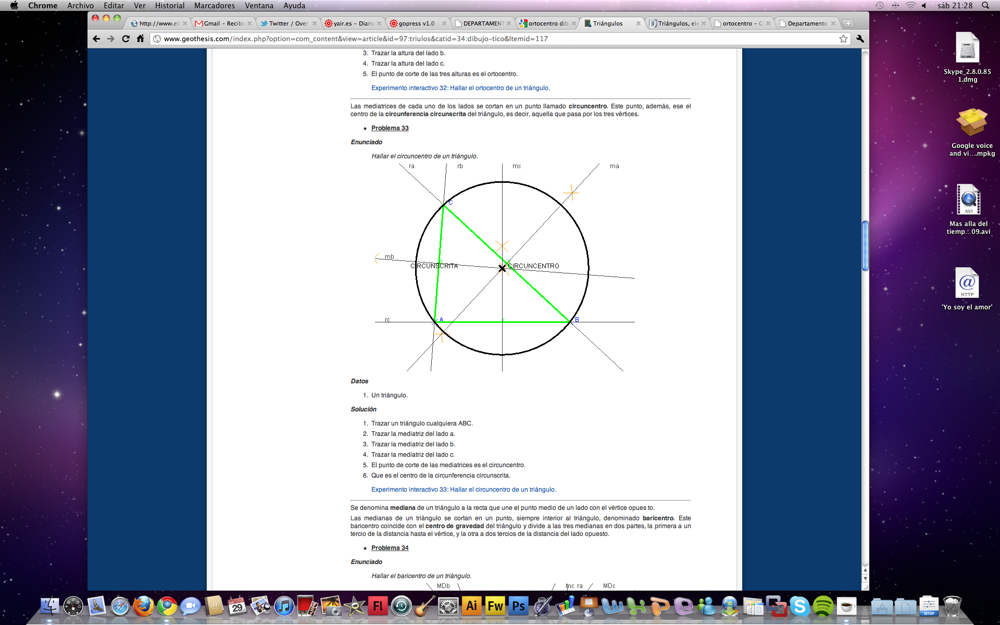 Chrome Archivo Editar Ver Historial Marcadores Ventana Ayuda sáb 21:28
http://www.elr Gmail – Recibi Twitter / Over yair.es – Diario gopress v1.0 : DEPARTAMENT ortocentro dib Triángulos Triángulos, ele ortocentro – G Departamento
www.geothesis.com/index.php?option=com_content&view=article&id=97:triulos&catid=34:dibujo-tico&Itemid=117
3. Trazar la altura del lado b.
4. Trazar la altura del lado c.
5. El punto de corte de las tres alturas es el ortocentro.
Experimento interactivo 32: Hallar el ortocentro de un triángulo.
Las mediatrices de cada uno de los lados se cortan en un punto llamado circuncentro. Este punto, además, ese el
centro de la circunferencia circunscrita del triángulo, es decir, aquella que pasa por los tres vértices.
• Problema 33
Enunciado
Hallar el circuncentro de un triángulo.
ra rb mc ma
C
mb
CIRCUNSCRITA CIRCUNCENTRO
rc A c B
Datos
1. Un triángulo.
Solución
1. Trazar un triángulo cualquiera ABC.
2. Trazar la mediatriz del lado a.
3. Trazar la mediatriz del lado b.
4. Trazar la mediatriz del lado c.
5. El punto de corte de las mediatrices es el circuncentro.
6. Que es el centro de la circunferencia circunscrita.
Experimento interactivo 33: Hallar el circuncentro de un triángulo.
Se denomina mediana de un triángulo a la recta que une el punto medio de un lado con el vértice opues to.
Las medianas de un triángulo se cortan en un punto, siempre interior al triángulo, denominado baricentro. Este
baricentro coincide con el centro de gravedad del triángulo y divide a las tres medianas en dos partes, la primera a un
tercio de la distancia hasta el vértice, y la otra a dos tercios de la distancia del lado opuesto.
• Problema 34
Enunciado
Hallar el baricentro de un triángulo.
MDb mc ra MDc
Skype_2.8.0.85
1.dmg
Google voice
and vi....mpkg
AVI
Mas alla del
tiemp...09.avi
@
HTTP
'Yo soy el amor'
29
Fl
Ai Fw Ps
SETUP